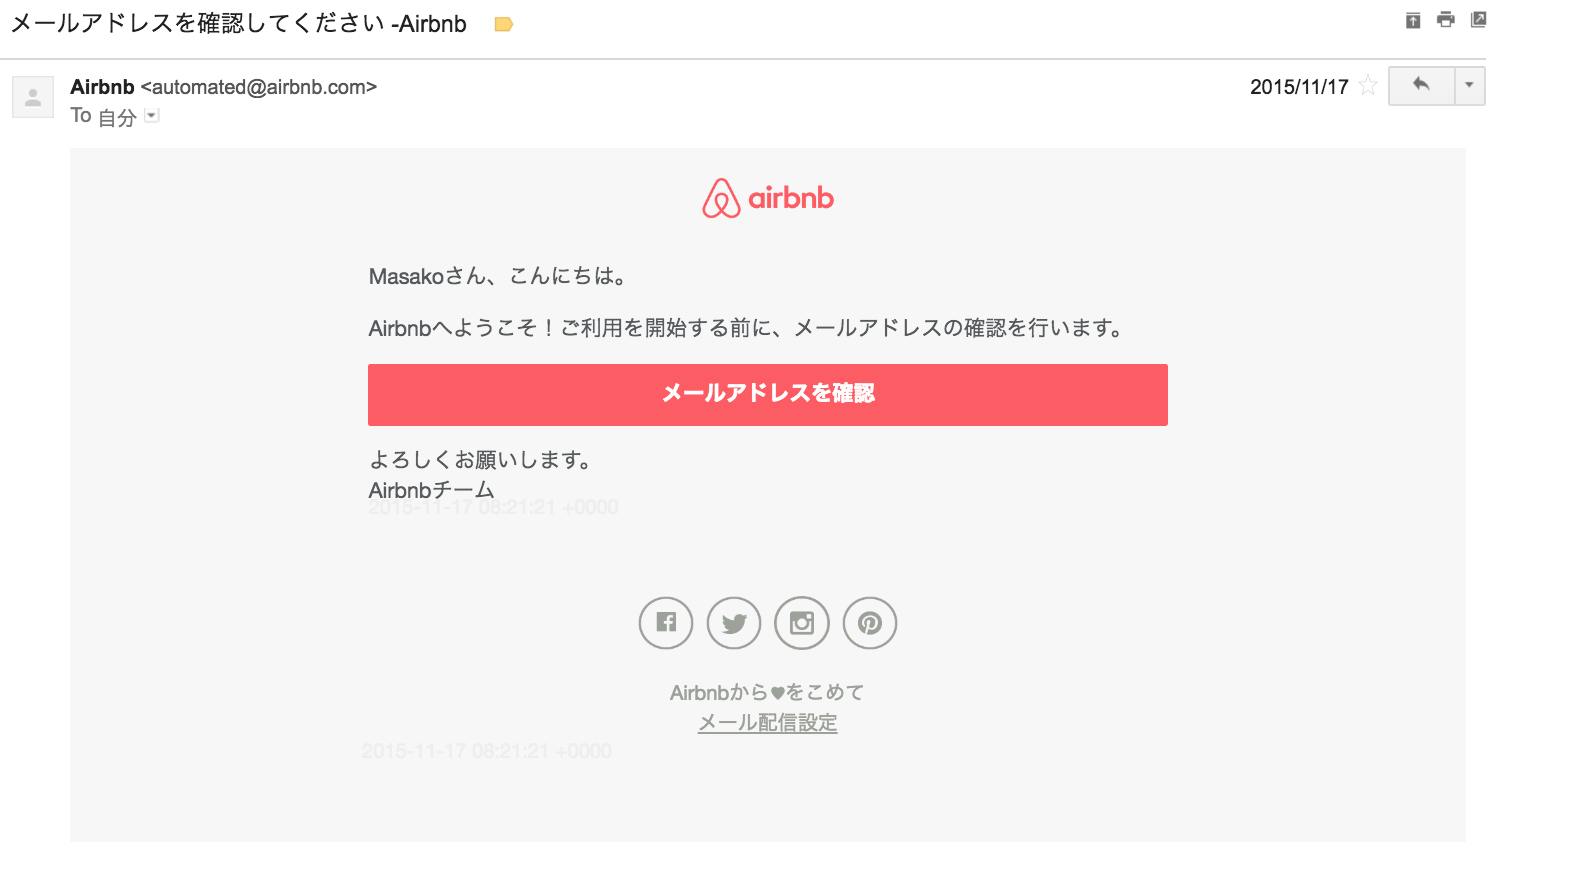 メールアドレスを確認してください -Airbnb
Airbnb <automated@airbnb.com>
2015/11/17
To 自分
airbnb
Masakoさん、こんにちは。
Airbnbへようこそ！ご利用を開始する前に、メールアドレスの確認を行います。
メールアドレスを確認
よろしくお願いします。
Airbnbチーム
2015-11-17 08:21:21 +0000
Airbnbから♥をこめて
メール配信設定
2015-11-17 08:21:21 +0000